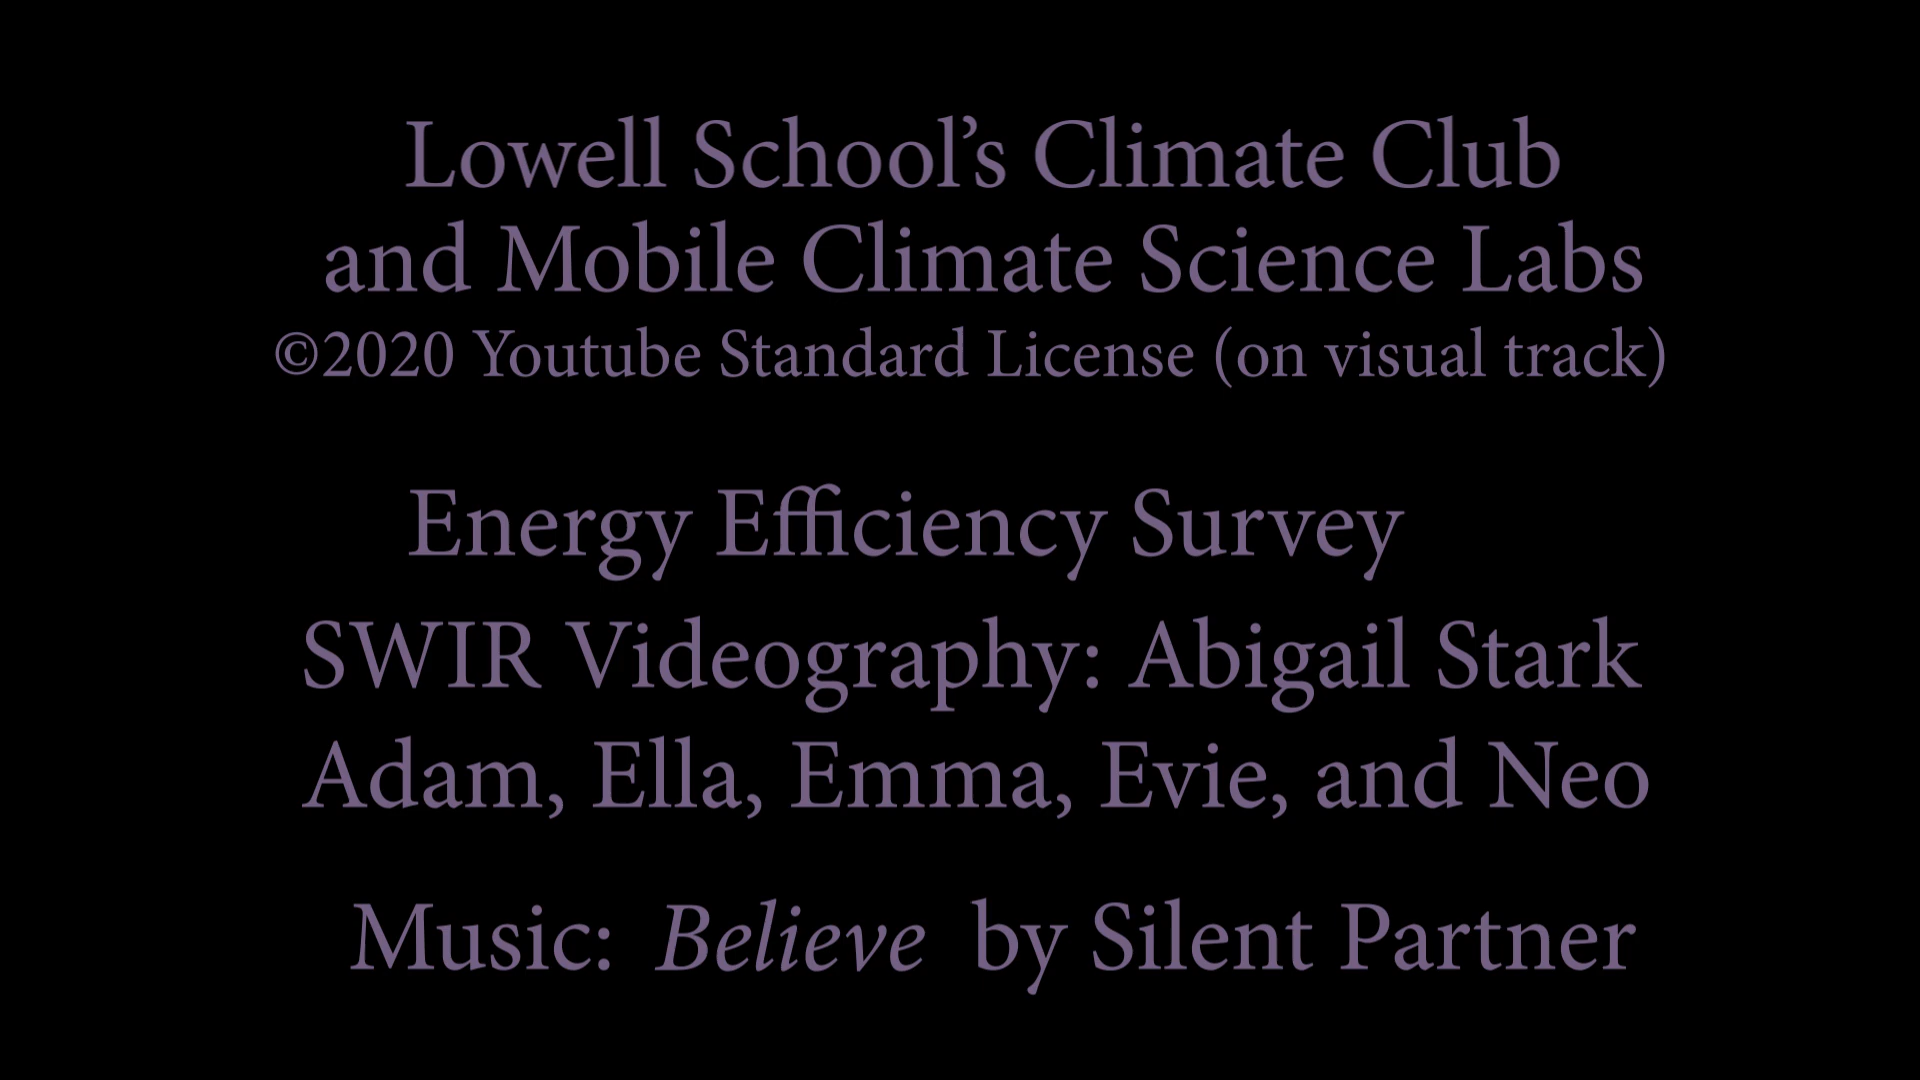 Lowell School’s Climate Club
and Mobile Climate Science Labs
©2020 Youtube Standard License (on visual track)
Energy Efficiency Survey
SWIR Videography: Abigail Stark
Adam, Ella, Emma, Evie, and Neo
Music: Believe by Silent Partner